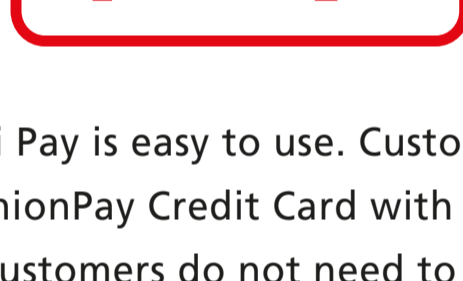 i Pay is easy to use. Custo
nionPay Credit Card with
ustomers do not need to